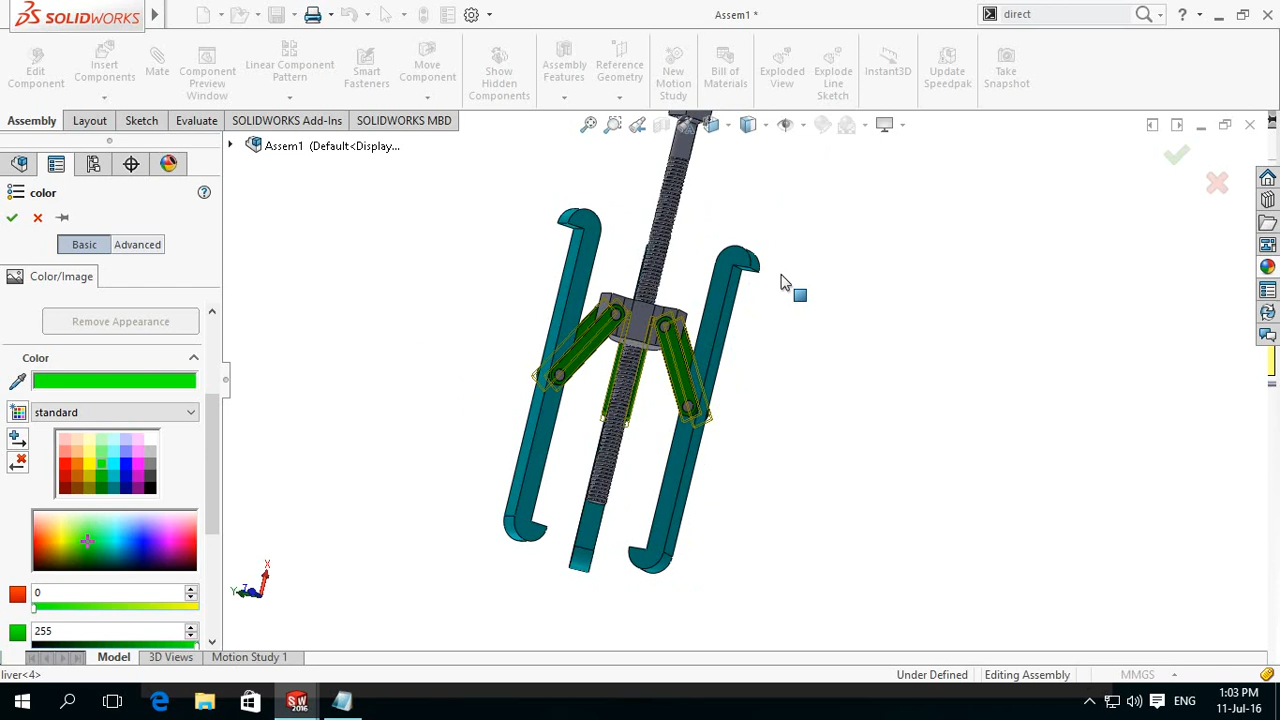 SOLIDWORKS
Assem1 *
direct
Edit Component
Insert Components
Mate
Component Preview Window
Linear Component Pattern
Smart Fasteners
Move Component
Show Hidden Components
Assembly Features
Reference Geometry
New Motion Study
Bill of Materials
Exploded View
Explode Line Sketch
Instant3D
Update Speedpak
Take Snapshot
Assembly
Layout
Sketch
Evaluate
SOLIDWORKS Add-Ins
SOLIDWORKS MBD
Assem1 (Default<Display...
color
Basic
Advanced
Color/Image
Remove Appearance
Color
standard
0
255
X
Y
Z
Model
3D Views
Motion Study 1
liver<4>
Under Defined
Editing Assembly
MMGS
SW
2016
ENG
1:03 PM
11-Jul-16